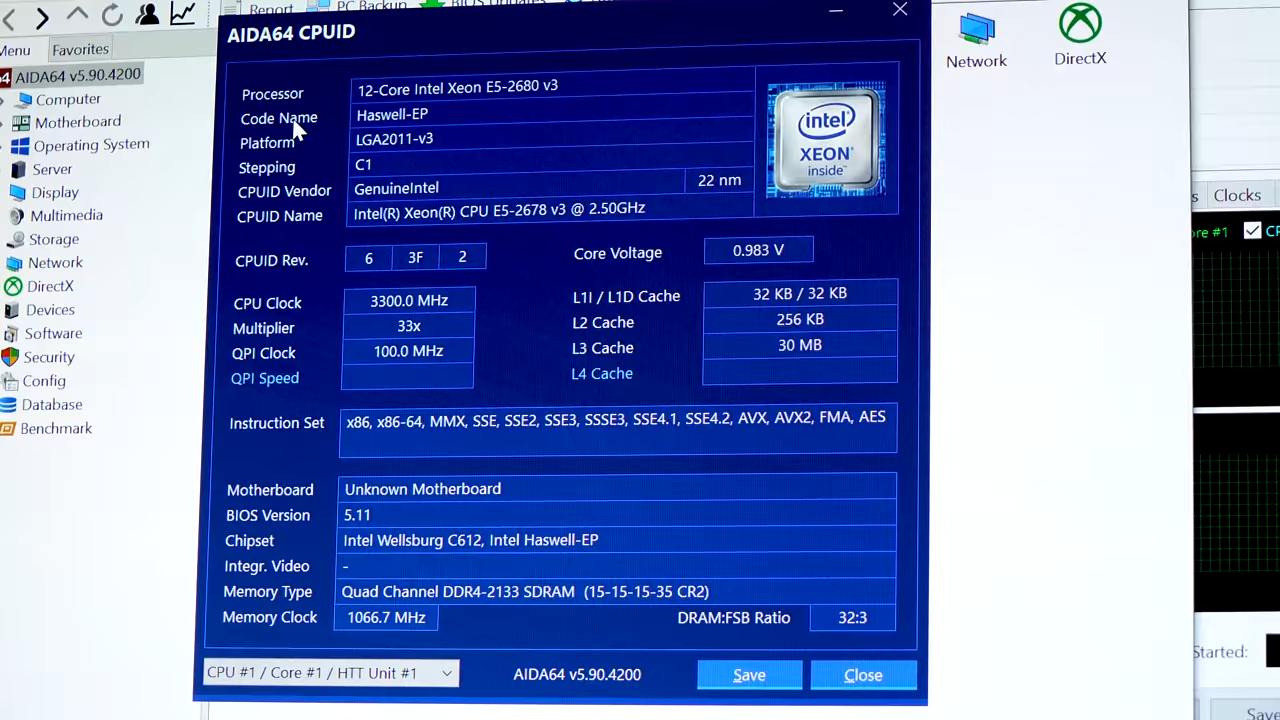 Report
PC Backup
BIOS Updates
Menu
Favorites
AIDA64 v5.90.4200
Computer
Motherboard
Operating System
Server
Display
Multimedia
Storage
Network
DirectX
Devices
Software
Security
Config
Database
Benchmark
AIDA64 CPUID
Processor 12-Core Intel Xeon E5-2680 v3
Code Name Haswell-EP
Platform LGA2011-v3
Stepping C1
CPUID Vendor GenuineIntel 22 nm
CPUID Name Intel(R) Xeon(R) CPU E5-2678 v3 @ 2.50GHz
intel
XEON
inside
CPUID Rev. 6 3F 2
Core Voltage 0.983 V
CPU Clock 3300.0 MHz
Multiplier 33x
QPI Clock 100.0 MHz
QPI Speed
L1I / L1D Cache 32 KB / 32 KB
L2 Cache 256 KB
L3 Cache 30 MB
L4 Cache
Instruction Set x86, x86-64, MMX, SSE, SSE2, SSE3, SSSE3, SSE4.1, SSE4.2, AVX, AVX2, FMA, AES
Motherboard Unknown Motherboard
BIOS Version 5.11
Chipset Intel Wellsburg C612, Intel Haswell-EP
Integr. Video -
Memory Type Quad Channel DDR4-2133 SDRAM (15-15-15-35 CR2)
Memory Clock 1066.7 MHz DRAM:FSB Ratio 32:3
CPU #1 / Core #1 / HTT Unit #1 AIDA64 v5.90.4200 Save Close
Network
DirectX
Clocks
#1
Started: